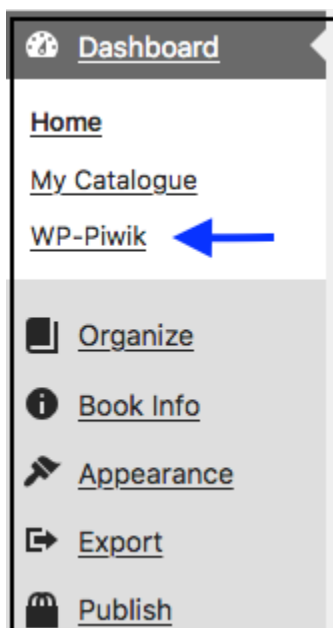 Dashboard
Home
My Catalogue
WP-Piwik
Organize
Book Info
Appearance
Export
Publish